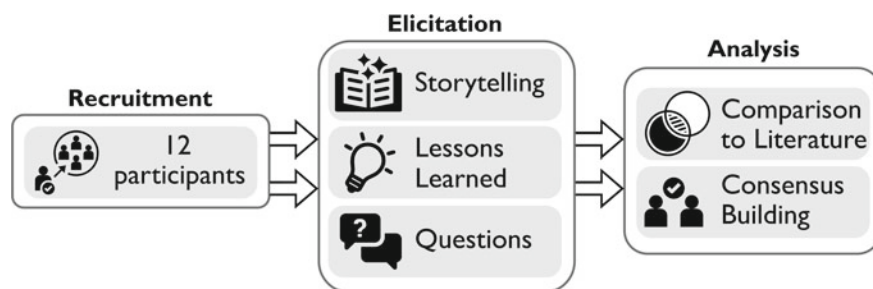 Recruitment
12
participants
Elicitation
Storytelling
Lessons
Learned
?
Questions
Analysis
Comparison
to Literature
Consensus
Building